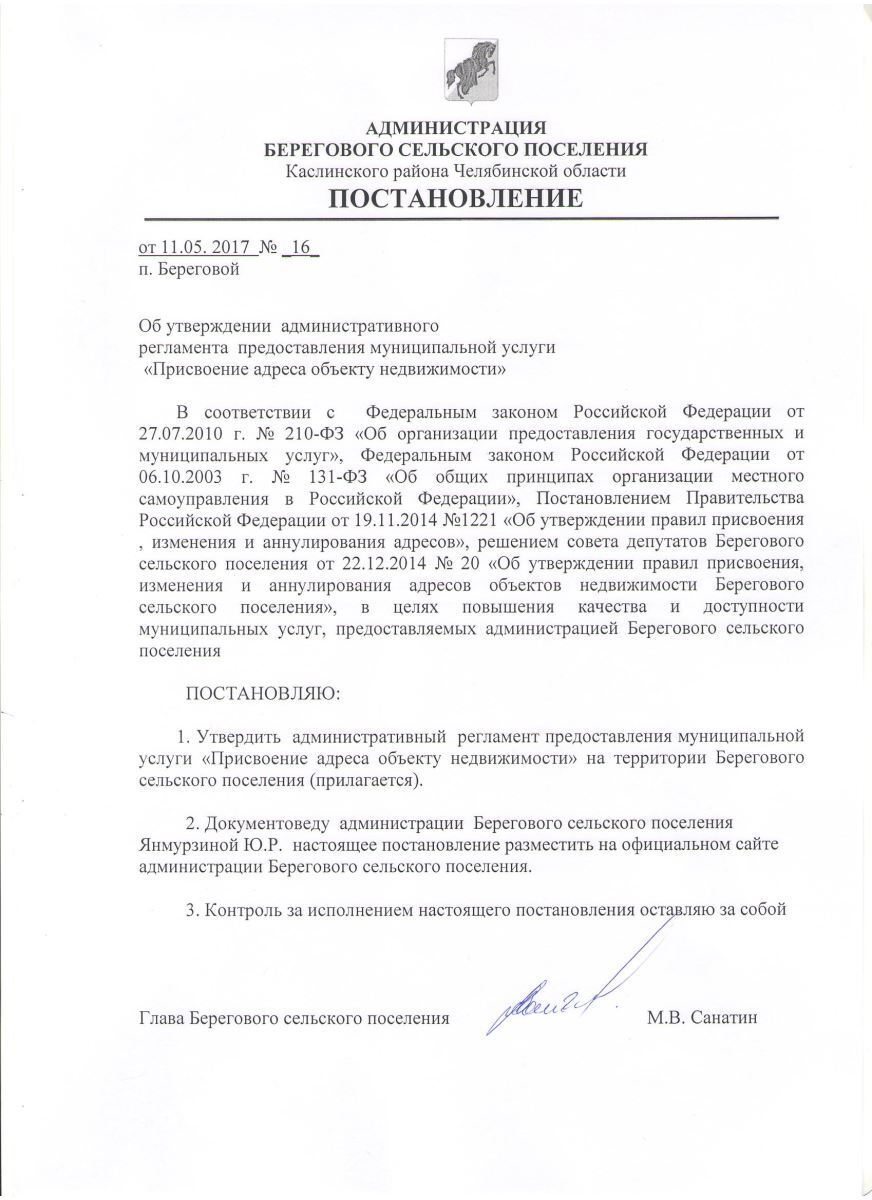 АДМИНИСТРАЦИЯ
БЕРЕГОВОГО СЕЛЬСКОГО ПОСЕЛЕНИЯ
Каслинского района Челябинской области
ПОСТАНОВЛЕНИЕ
от 11.05. 2017 № _16_
п. Береговой
Об утверждении административного
регламента предоставления муниципальной услуги
«Присвоение адреса объекту недвижимости»
В соответствии с Федеральным законом Российской Федерации от
27.07.2010 г. № 210-ФЗ «Об организации предоставления государственных и
муниципальных услуг», Федеральным законом Российской Федерации от
06.10.2003 г. № 131-ФЗ «Об общих принципах организации местного
самоуправления в Российской Федерации», Постановлением Правительства
Российской Федерации от 19.11.2014 №1221 «Об утверждении правил присвоения
, изменения и аннулирования адресов», решением совета депутатов Берегового
сельского поселения от 22.12.2014 № 20 «Об утверждении правил присвоения,
изменения и аннулирования адресов объектов недвижимости Берегового
сельского поселения», в целях повышения качества и доступности
муниципальных услуг, предоставляемых администрацией Берегового сельского
поселения
ПОСТАНОВЛЯЮ:
1. Утвердить административный регламент предоставления муниципальной
услуги «Присвоение адреса объекту недвижимости» на территории Берегового
сельского поселения (прилагается).
2. Документоведу администрации Берегового сельского поселения
Янмурзиной Ю.Р. настоящее постановление разместить на официальном сайте
администрации Берегового сельского поселения.
3. Контроль за исполнением настоящего постановления оставляю за собой
Глава Берегового сельского поселения М.В. Санатин